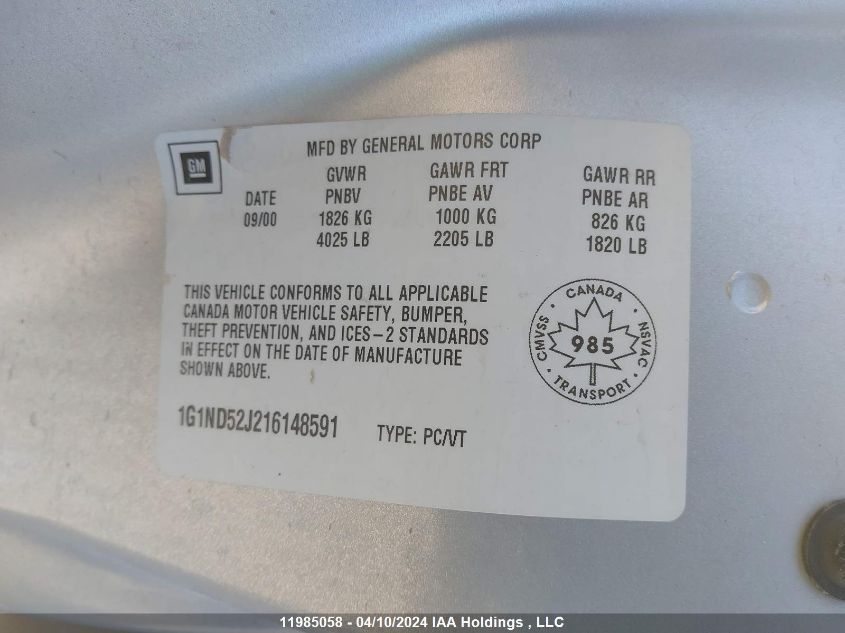 MFD BY GENERAL MOTORS CORP
GM
DATE
09/00
GVWR
PNBV
1826 KG
4025 LB
GAWR FRT
PNBE AV
1000 KG
2205 LB
GAWR RR
PNBE AR
826 KG
1820 LB
THIS VEHICLE CONFORMS TO ALL APPLICABLE
CANADA MOTOR VEHICLE SAFETY, BUMPER,
THEFT PREVENTION, AND ICES-2 STANDARDS
IN EFFECT ON THE DATE OF MANUFACTURE
SHOWN ABOVE.
CANADA
CMVSS
985
NSVAC
TRANSPORT
1G1ND52J216148591
TYPE: PC/VT
11985058 - 04/10/2024 IAA Holdings , LLC